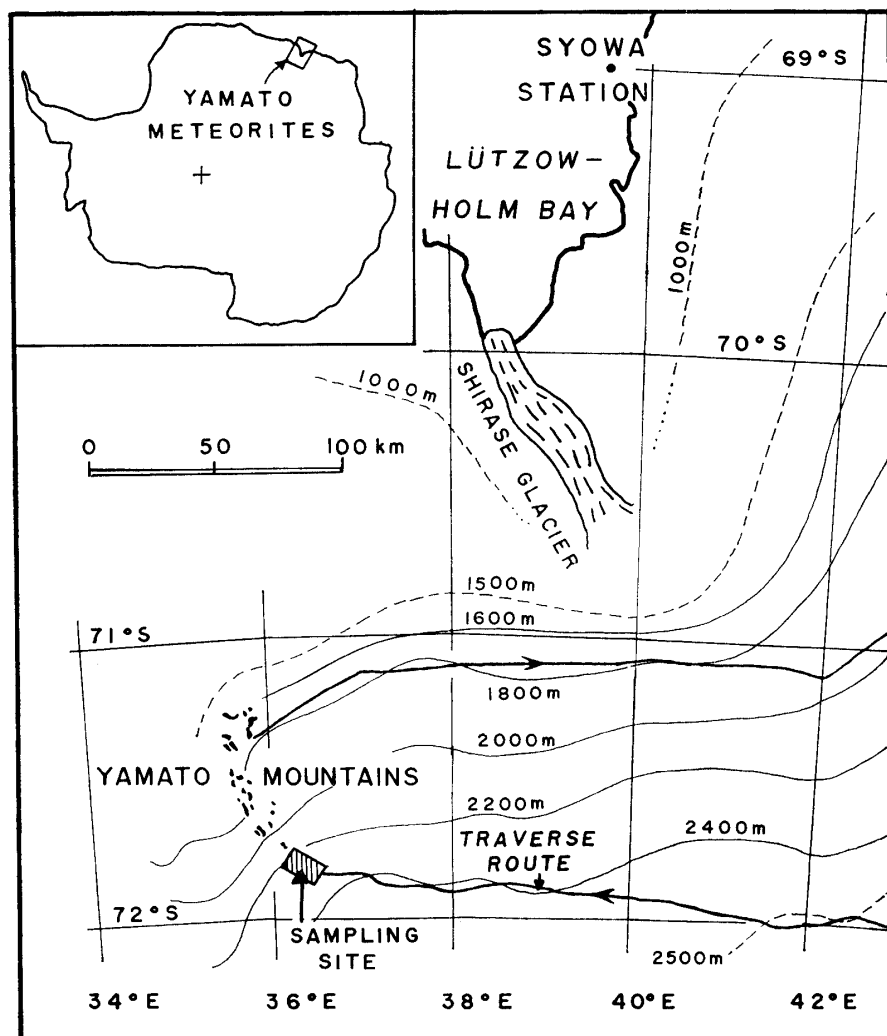 YAMATO
METEORITES
SYOWA
STATION
69°S
LÜTZOW–
HOLM BAY
1000m
70°S
1000m
SHIRASE GLACIER
0 50 100 km
1500m
1600m
71°S
1800m
2000m
YAMATO MOUNTAINS
2200m
2400m
TRAVERSE
ROUTE
72°S
SAMPLING
SITE
2500m
34°E 36°E 38°E 40°E 42°E